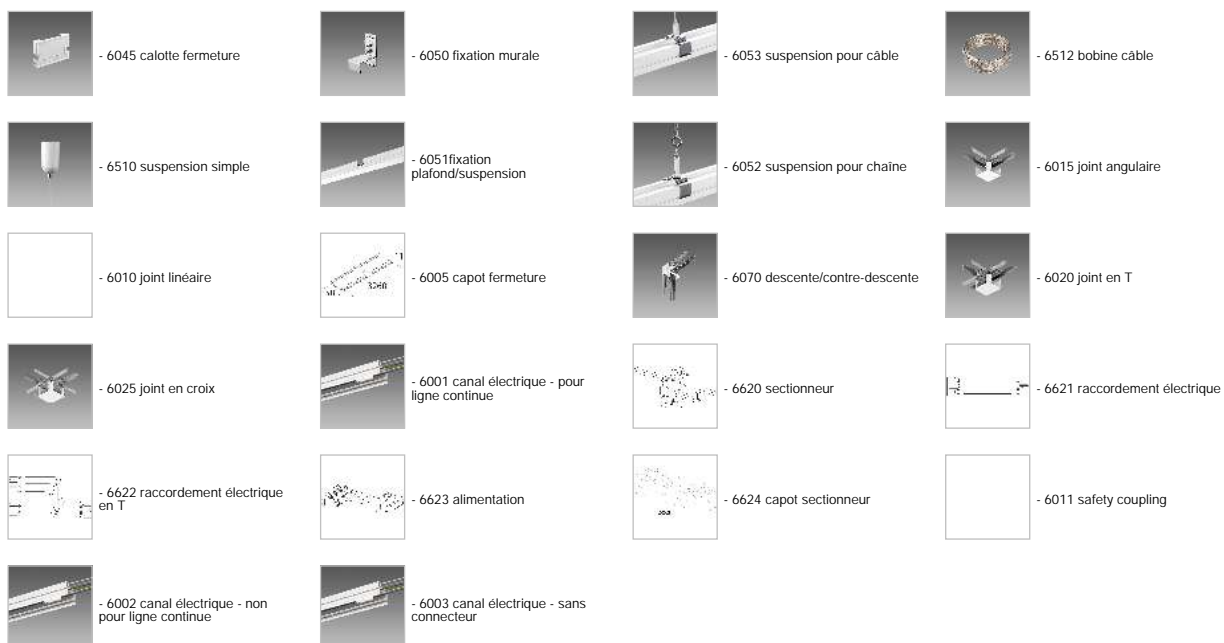 - 6045 calotte fermeture
- 6050 fixation murale
- 6053 suspension pour câble
- 6512 bobine câble
- 6510 suspension simple
- 6051fixation
plafond/suspension
- 6052 suspension pour chaîne
- 6015 joint angulaire
- 6010 joint linéaire
- 6005 capot fermeture
- 6070 descente/contre-descente
- 6020 joint en T
- 6025 joint en croix
- 6001 canal électrique - pour
ligne continue
- 6620 sectionneur
- 6621 raccordement électrique
- 6622 raccordement électrique
en T
- 6623 alimentation
- 6624 capot sectionneur
- 6011 safety coupling
- 6002 canal électrique - non
pour ligne continue
- 6003 canal électrique - sans
connecteur